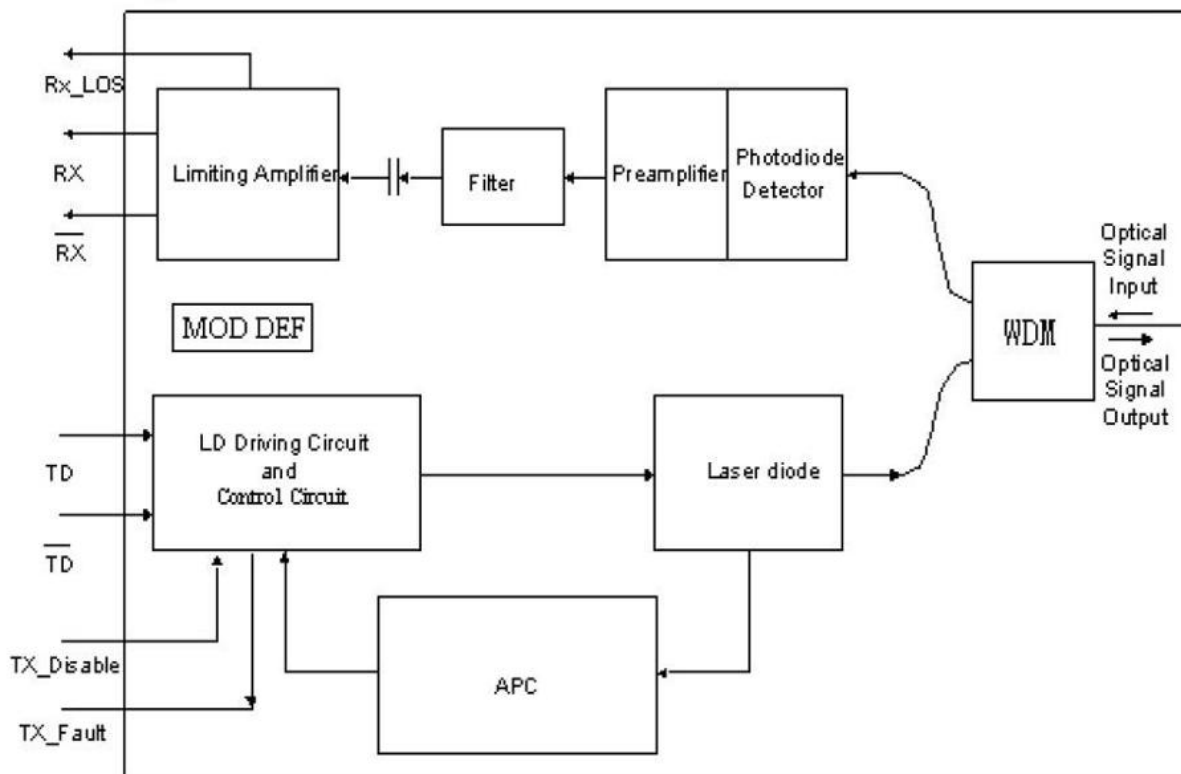 Rx_LOS
RX
RX
Limiting Amplifier
Filter
Preamplifier
Photodiode
Detector
Optical
Signal
Input
WDM
Optical
Signal
Output
MOD DEF
LD Driving Circuit
and
Control Circuit
Laser diode
TD
TD
TX_Disable
TX_Fault
APC